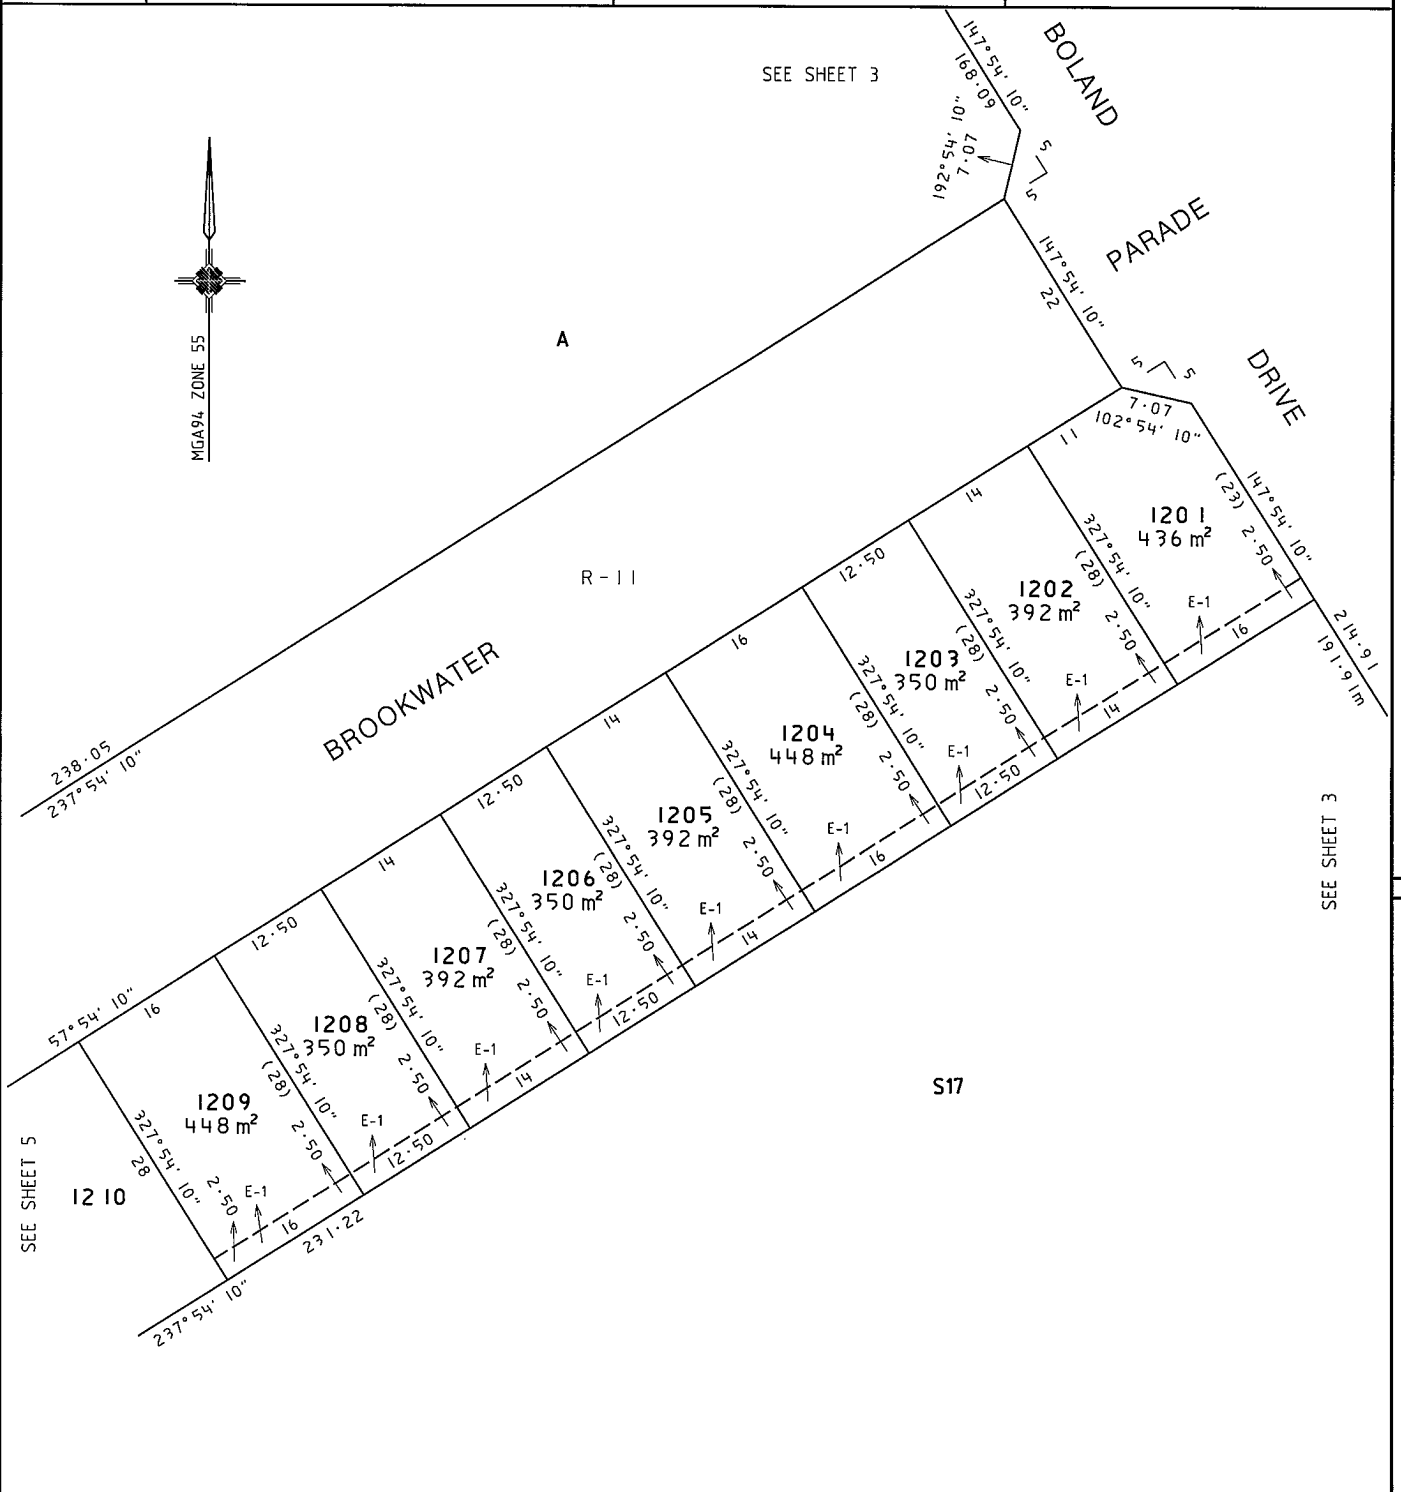 SEE SHEET 3
BOLAND
147°54' 10"
168·09
192°54' 10"
7·07
5
5
PARADE
147°54' 10"
22
DRIVE
5
5
7·07
102°54' 10"
MGA94 ZONE 55
A
R-11
BROOKWATER
238·05
237°54' 10"
11
(23)
147°54' 10"
1201
436 m²
2·50
E-1
16
214·91
191·91m
14
327°54' 10"
(28)
1202
392 m²
2·50
E-1
14
12·50
327°54' 10"
(28)
1203
350 m²
2·50
E-1
12·50
16
327°54' 10"
(28)
1204
448 m²
2·50
E-1
16
14
327°54' 10"
(28)
1205
392 m²
2·50
E-1
14
12·50
327°54' 10"
(28)
1206
350 m²
2·50
E-1
12·50
14
327°54' 10"
(28)
1207
392 m²
2·50
E-1
14
12·50
327°54' 10"
(28)
1208
350 m²
2·50
E-1
12·50
57°54' 10"
16
327°54' 10"
(28)
1209
448 m²
2·50
E-1
16
327°54' 10"
28
2·50
1210
231·22
237°54' 10"
SEE SHEET 5
S17
SEE SHEET 3